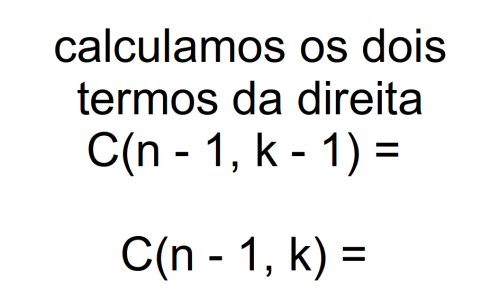 calculamos os dois
termos da direita
C(n - 1, k - 1) =
C(n - 1, k) =